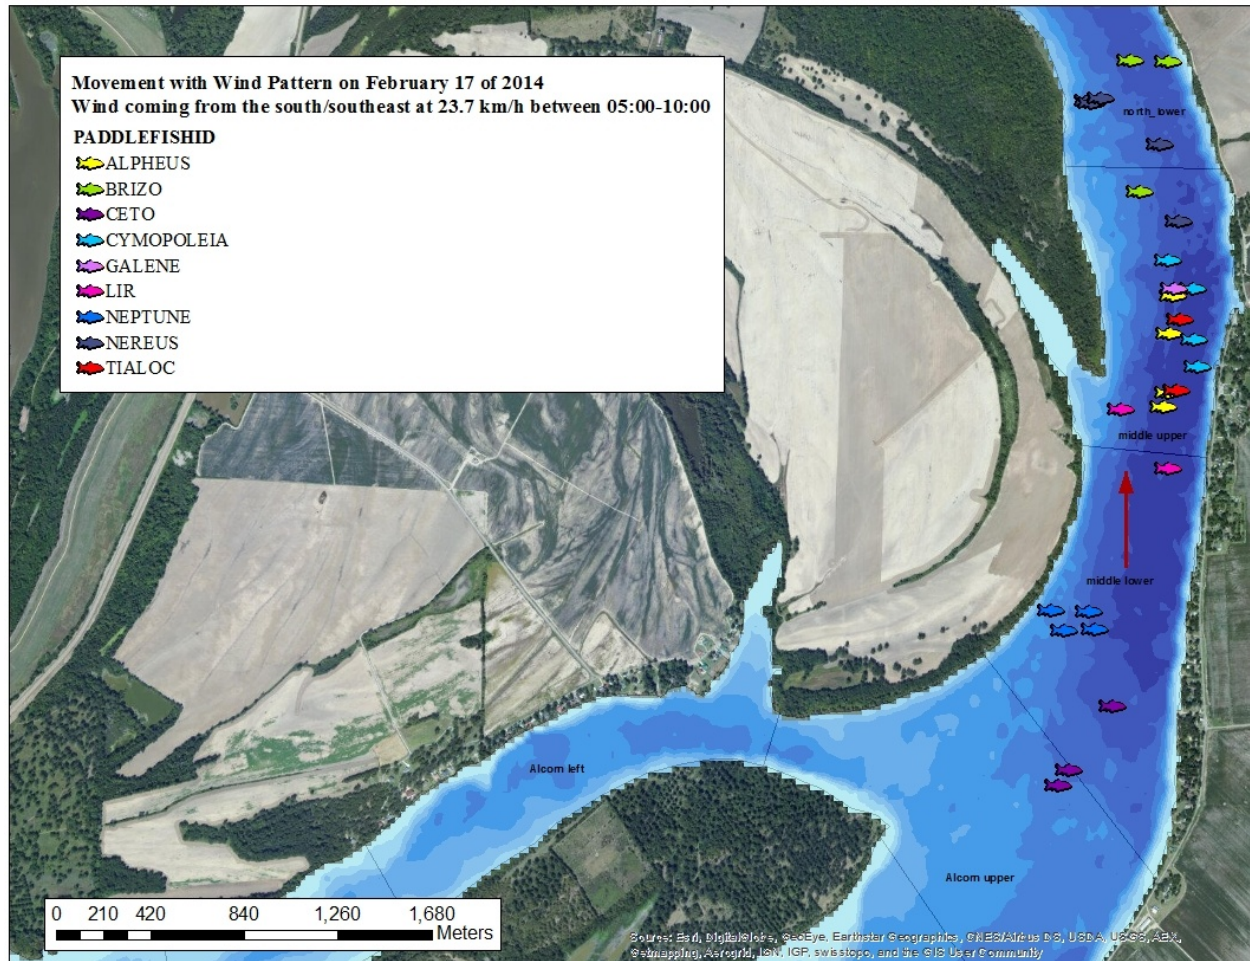 Movement with Wind Pattern on February 17 of 2014
Wind coming from the south/southeast at 23.7 km/h between 05:00-10:00
PADDLEFISHID
ALPHEUS
BRIZO
CETO
CYMOPOLEIA
GALENE
LIR
NEPTUNE
NEREUS
TIALOC
north_lower
middle upper
middle lower
Alcorn left
Alcorn upper
0 210 420 840 1,260 1,680
Meters
Source: Esri, DigitalGlobe, GeoEye, Earthstar Geographics, CNES/Airbus DS, USDA, USGS, AEX,
Getmapping, Aerogrid, IGN, IGP, swisstopo, and the GIS User Community